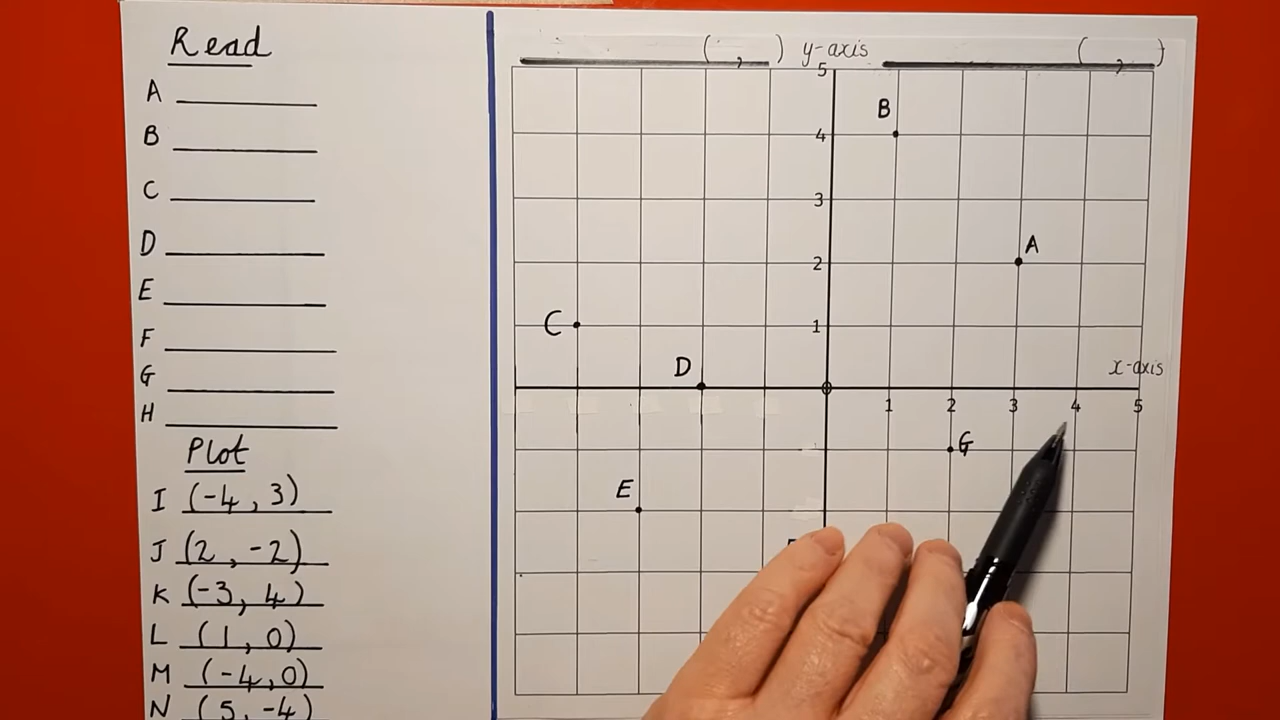 Read
A
B
C
D
E
F
G
H
Plot
I (-4, 3)
J (2, -2)
K (-3, 4)
L (1, 0)
M (-4, 0)
N (5, -4)
( , ) y-axis ( , )
5
B
4
3
A
2
C 1
D x-axis
0 1 2 3 4 5
G
E